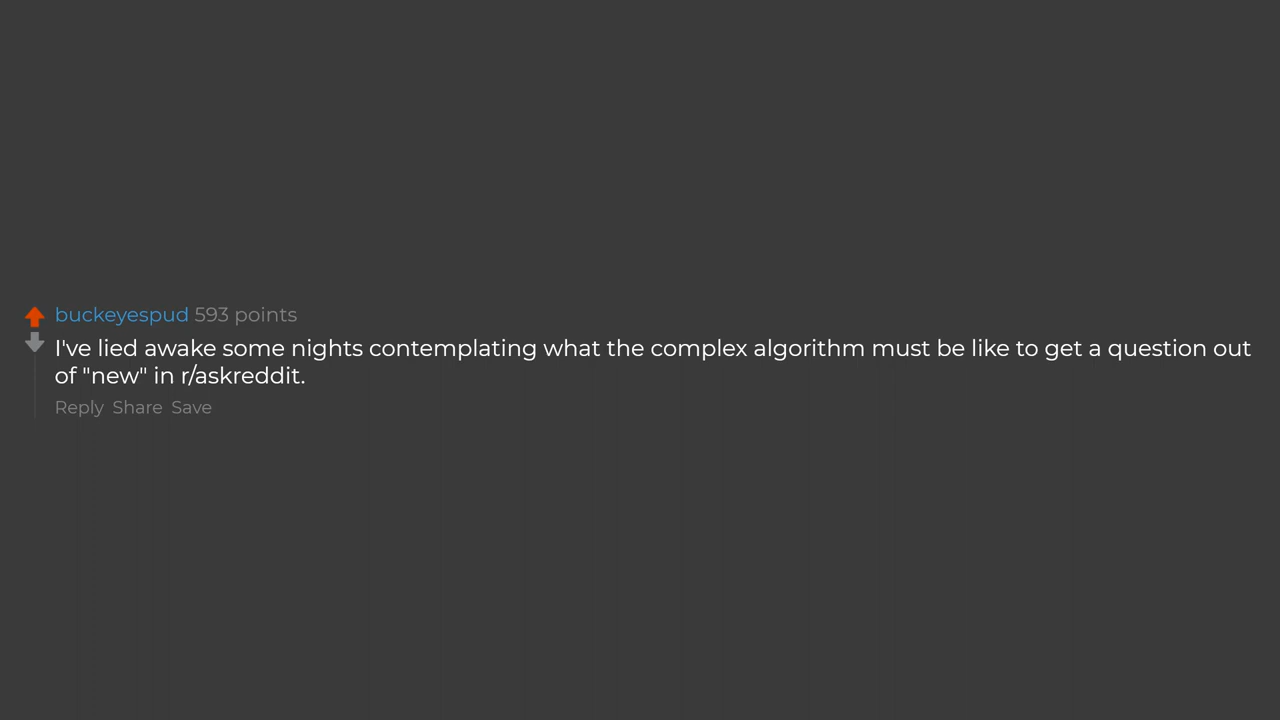 buckeyespud 593 points
I've lied awake some nights contemplating what the complex algorithm must be like to get a question out
of "new" in r/askreddit.
Reply Share Save